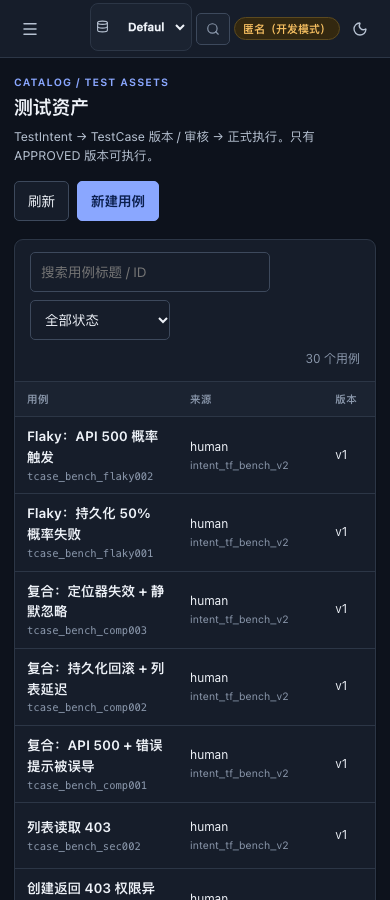 Defaul
匿名（开发模式）
CATALOG / TEST ASSETS
测试资产
TestIntent → TestCase 版本 / 审核 → 正式执行。只有
APPROVED 版本可执行。
刷新
新建用例
搜索用例标题 / ID
全部状态
30 个用例
用例 来源 版本
Flaky：API 500 概率
触发
tcase_bench_flaky002
human
intent_tf_bench_v2
v1
Flaky：持久化 50%
概率失败
tcase_bench_flaky001
human
intent_tf_bench_v2
v1
复合：定位器失效 + 静
默忽略
tcase_bench_comp003
human
intent_tf_bench_v2
v1
复合：持久化回滚 + 列
表延迟
tcase_bench_comp002
human
intent_tf_bench_v2
v1
复合：API 500 + 错误
提示被误导
tcase_bench_comp001
human
intent_tf_bench_v2
v1
列表读取 403
tcase_bench_sec002
human
intent_tf_bench_v2
v1
创建返回 403 权限异
human